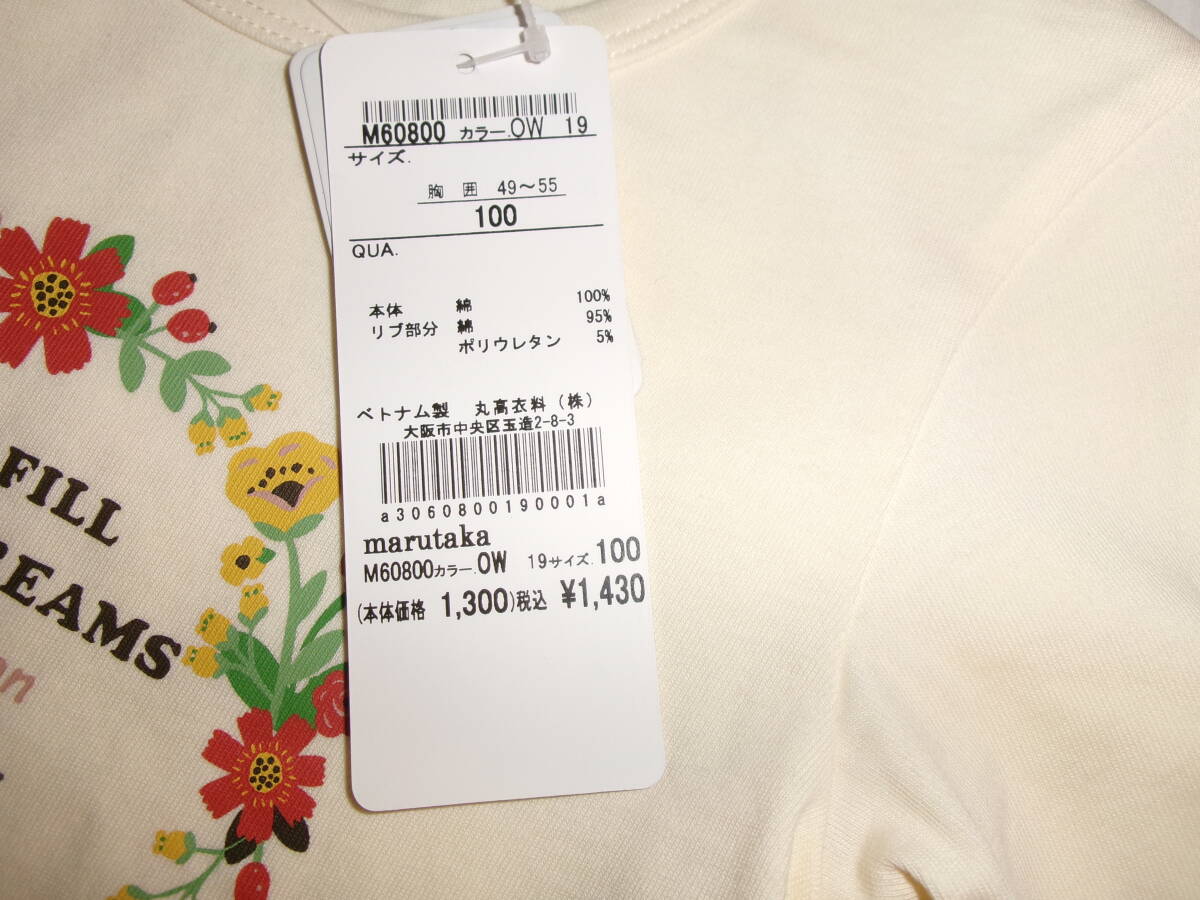 M60800 カラー.OW 19
サイズ.
胸 囲 49〜55
100
QUA.
本体 綿 100%
リブ部分 綿 95%
ポリウレタン 5%
ベトナム製 丸高衣料(株)
大阪市中央区玉造2-8-3
a3060800190001a
marutaka
M60800カラー.OW 19サイズ.100
(本体価格 1,300)税込 ¥1,430
FILL
REAMS